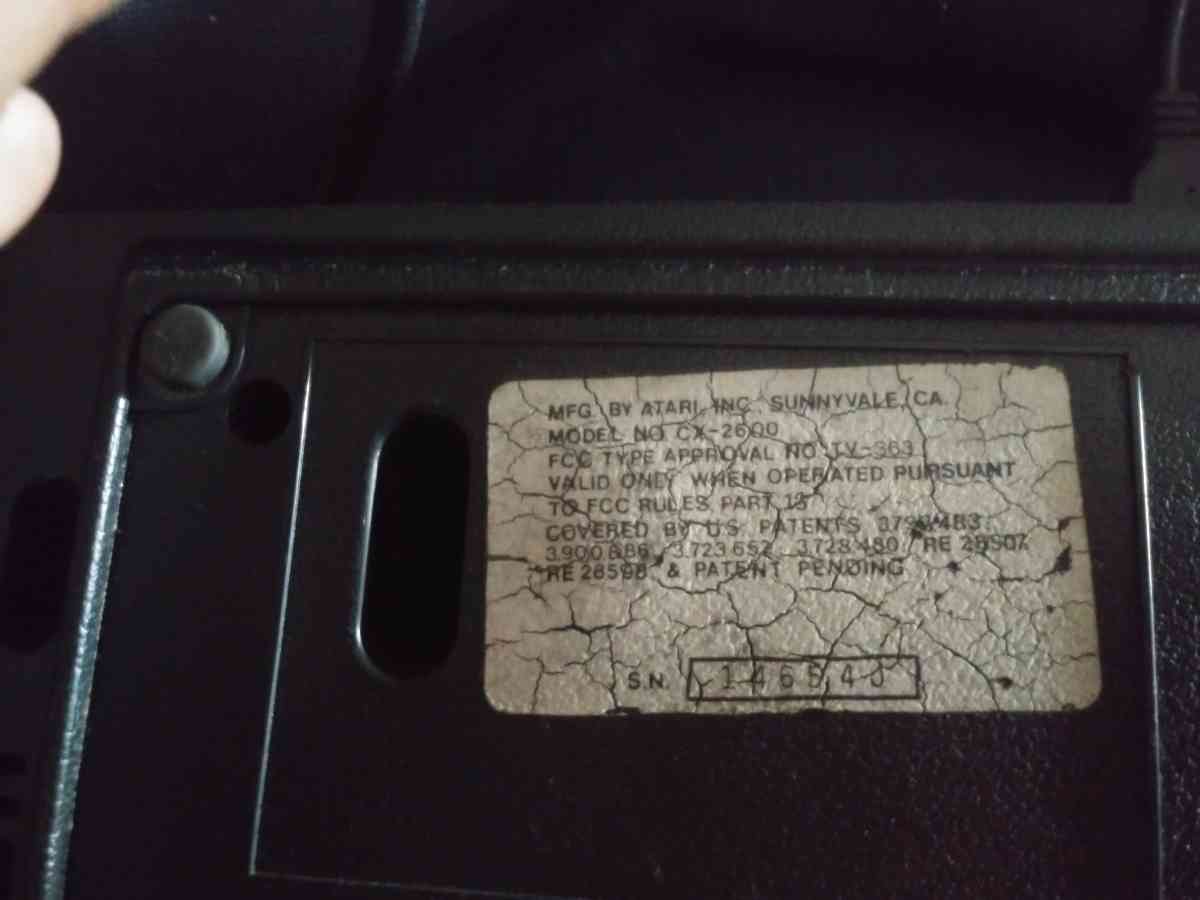 MFG. BY ATARI, INC. SUNNYVALE, CA.
MODEL NO. CX-2600
FCC TYPE APPROVAL NO. TV-363
VALID ONLY WHEN OPERATED PURSUANT
TO FCC RULES PART 15
COVERED BY U.S. PATENTS
3,900,886 3,723,652 3,728,480 RE 28507
RE 28598 & PATENT PENDING
S.N.